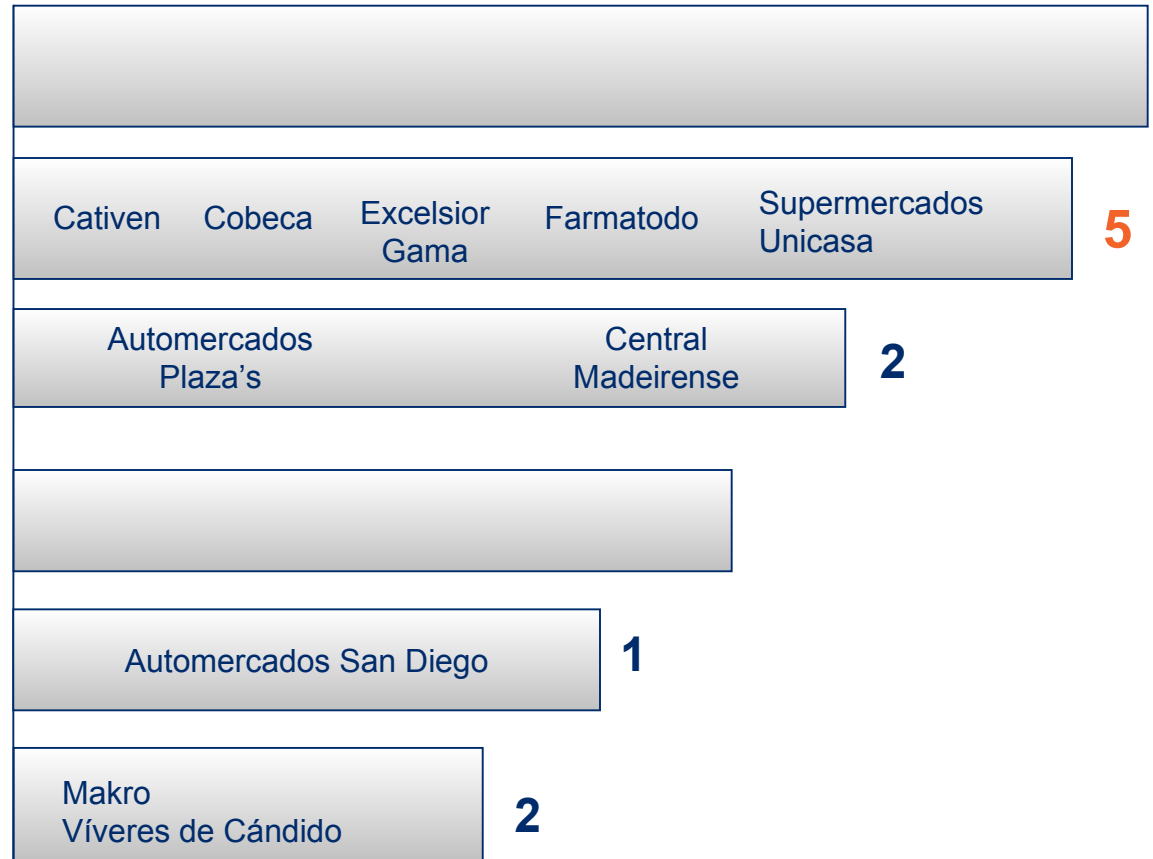 Cativen Cobeca Excelsior Gama Farmatodo Supermercados Unicasa 5
Automercados Plaza’s Central Madeirense 2
Automercados San Diego 1
Makro
Víveres de Cándido 2